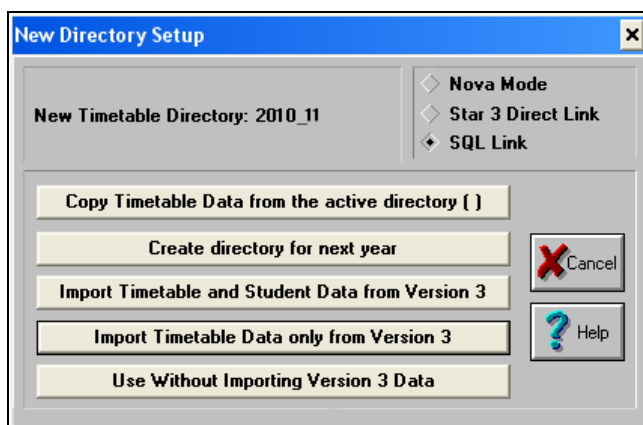 New Directory Setup
New Timetable Directory: 2010_11
Nova Mode
Star 3 Direct Link
SQL Link
Copy Timetable Data from the active directory ( )
Create directory for next year
Import Timetable and Student Data from Version 3
Import Timetable Data only from Version 3
Use Without Importing Version 3 Data
Cancel
Help